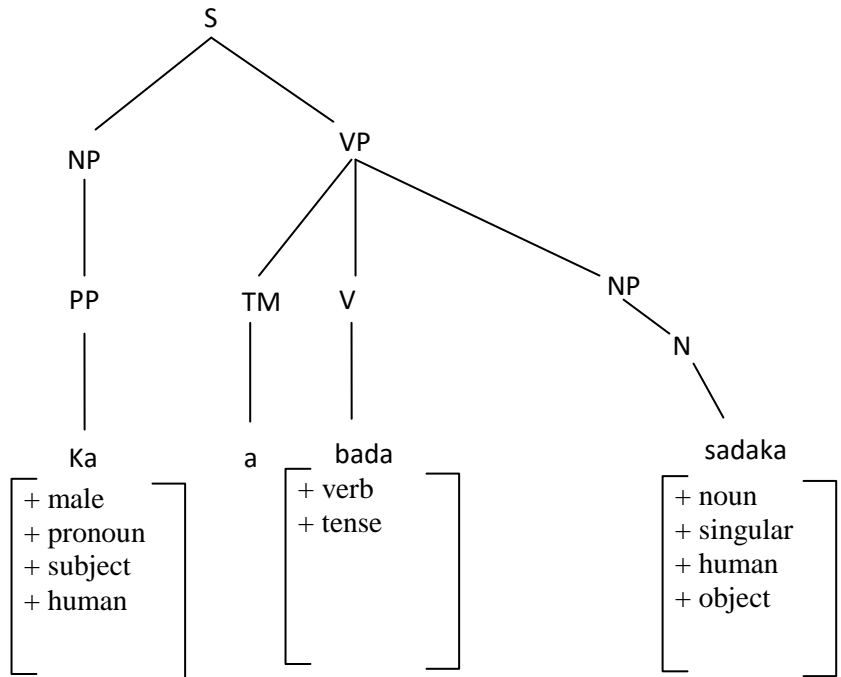 S
NP VP
PP TM V NP
N
Ka a bada sadaka
+ male
+ pronoun
+ subject
+ human
+ verb
+ tense
+ noun
+ singular
+ human
+ object